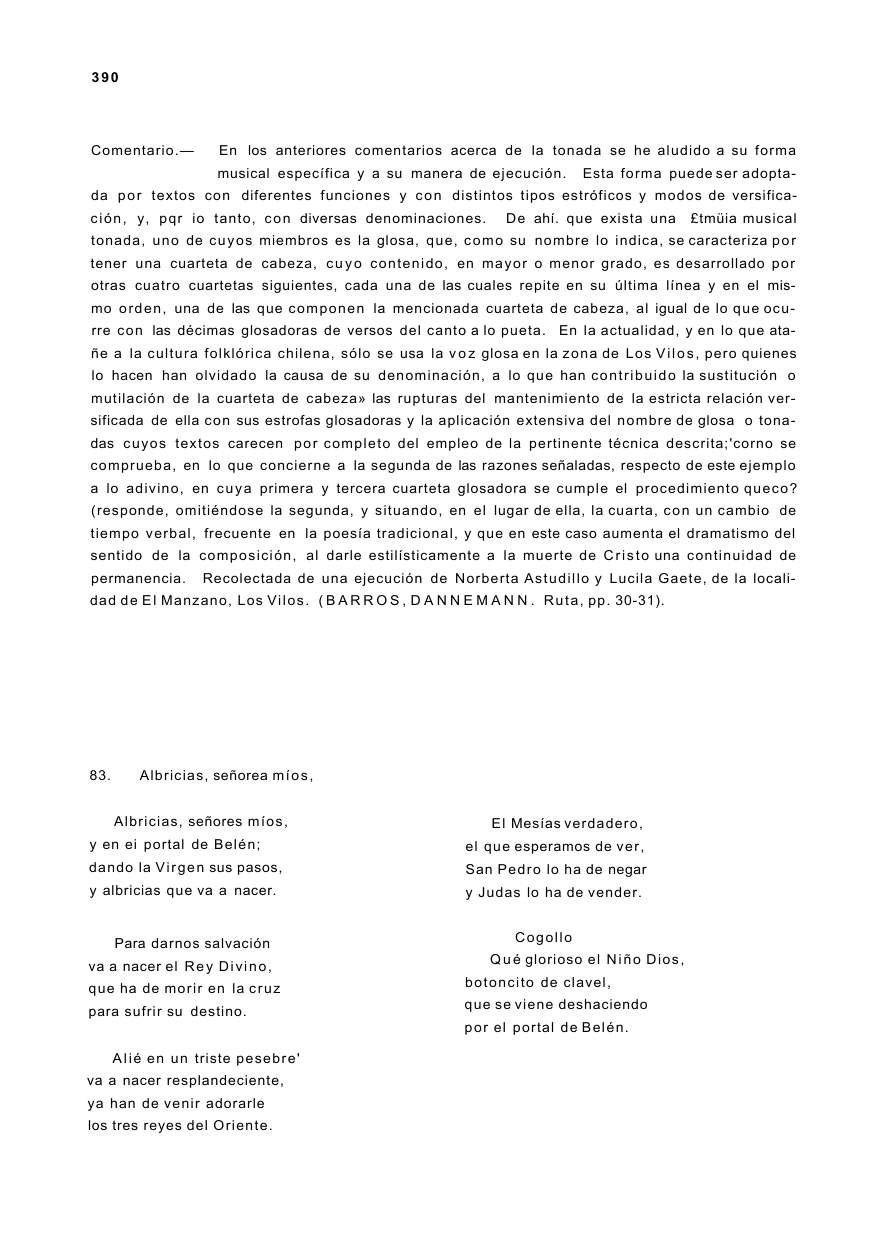 390
Comentario.— En los anteriores comentarios acerca de la tonada se he aludido a su forma
musical específica y a su manera de ejecución. Esta forma puede ser adopta-
da por textos con diferentes funciones y con distintos tipos estróficos y modos de versifica-
ción, y, pqr io tanto, con diversas denominaciones. De ahí. que exista una £tmüia musical
tonada, uno de cuyos miembros es la glosa, que, como su nombre lo indica, se caracteriza por
tener una cuarteta de cabeza, cuyo contenido, en mayor o menor grado, es desarrollado por
otras cuatro cuartetas siguientes, cada una de las cuales repite en su última línea y en el mis-
mo orden, una de las que componen la mencionada cuarteta de cabeza, al igual de lo que ocu-
rre con las décimas glosadoras de versos del canto a lo pueta. En la actualidad, y en lo que ata-
ñe a la cultura folklórica chilena, sólo se usa la voz glosa en la zona de Los Vilos, pero quienes
lo hacen han olvidado la causa de su denominación, a lo que han contribuido la sustitución o
mutilación de la cuarteta de cabeza» las rupturas del mantenimiento de la estricta relación ver-
sificada de ella con sus estrofas glosadoras y la aplicación extensiva del nombre de glosa o tona-
das cuyos textos carecen por completo del empleo de la pertinente técnica descrita;'corno se
comprueba, en lo que concierne a la segunda de las razones señaladas, respecto de este ejemplo
a lo adivino, en cuya primera y tercera cuarteta glosadora se cumple el procedimiento queco?
(responde, omitiéndose la segunda, y situando, en el lugar de ella, la cuarta, con un cambio de
tiempo verbal, frecuente en la poesía tradicional, y que en este caso aumenta el dramatismo del
sentido de la composición, al darle estilísticamente a la muerte de Cristo una continuidad de
permanencia. Recolectada de una ejecución de Norberta Astudillo y Lucila Gaete, de la locali-
dad de El Manzano, Los Vilos. (BARROS, DANNEMANN. Ruta, pp. 30-31).
83. Albricias, señorea míos,
Albricias, señores míos,
y en ei portal de Belén;
dando la Virgen sus pasos,
y albricias que va a nacer.
Para darnos salvación
va a nacer el Rey Divino,
que ha de morir en la cruz
para sufrir su destino.
Alié en un triste pesebre'
va a nacer resplandeciente,
ya han de venir adorarle
los tres reyes del Oriente.
El Mesías verdadero,
el que esperamos de ver,
San Pedro lo ha de negar
y Judas lo ha de vender.
Cogollo
Qué glorioso el Niño Dios,
botoncito de clavel,
que se viene deshaciendo
por el portal de Belén.